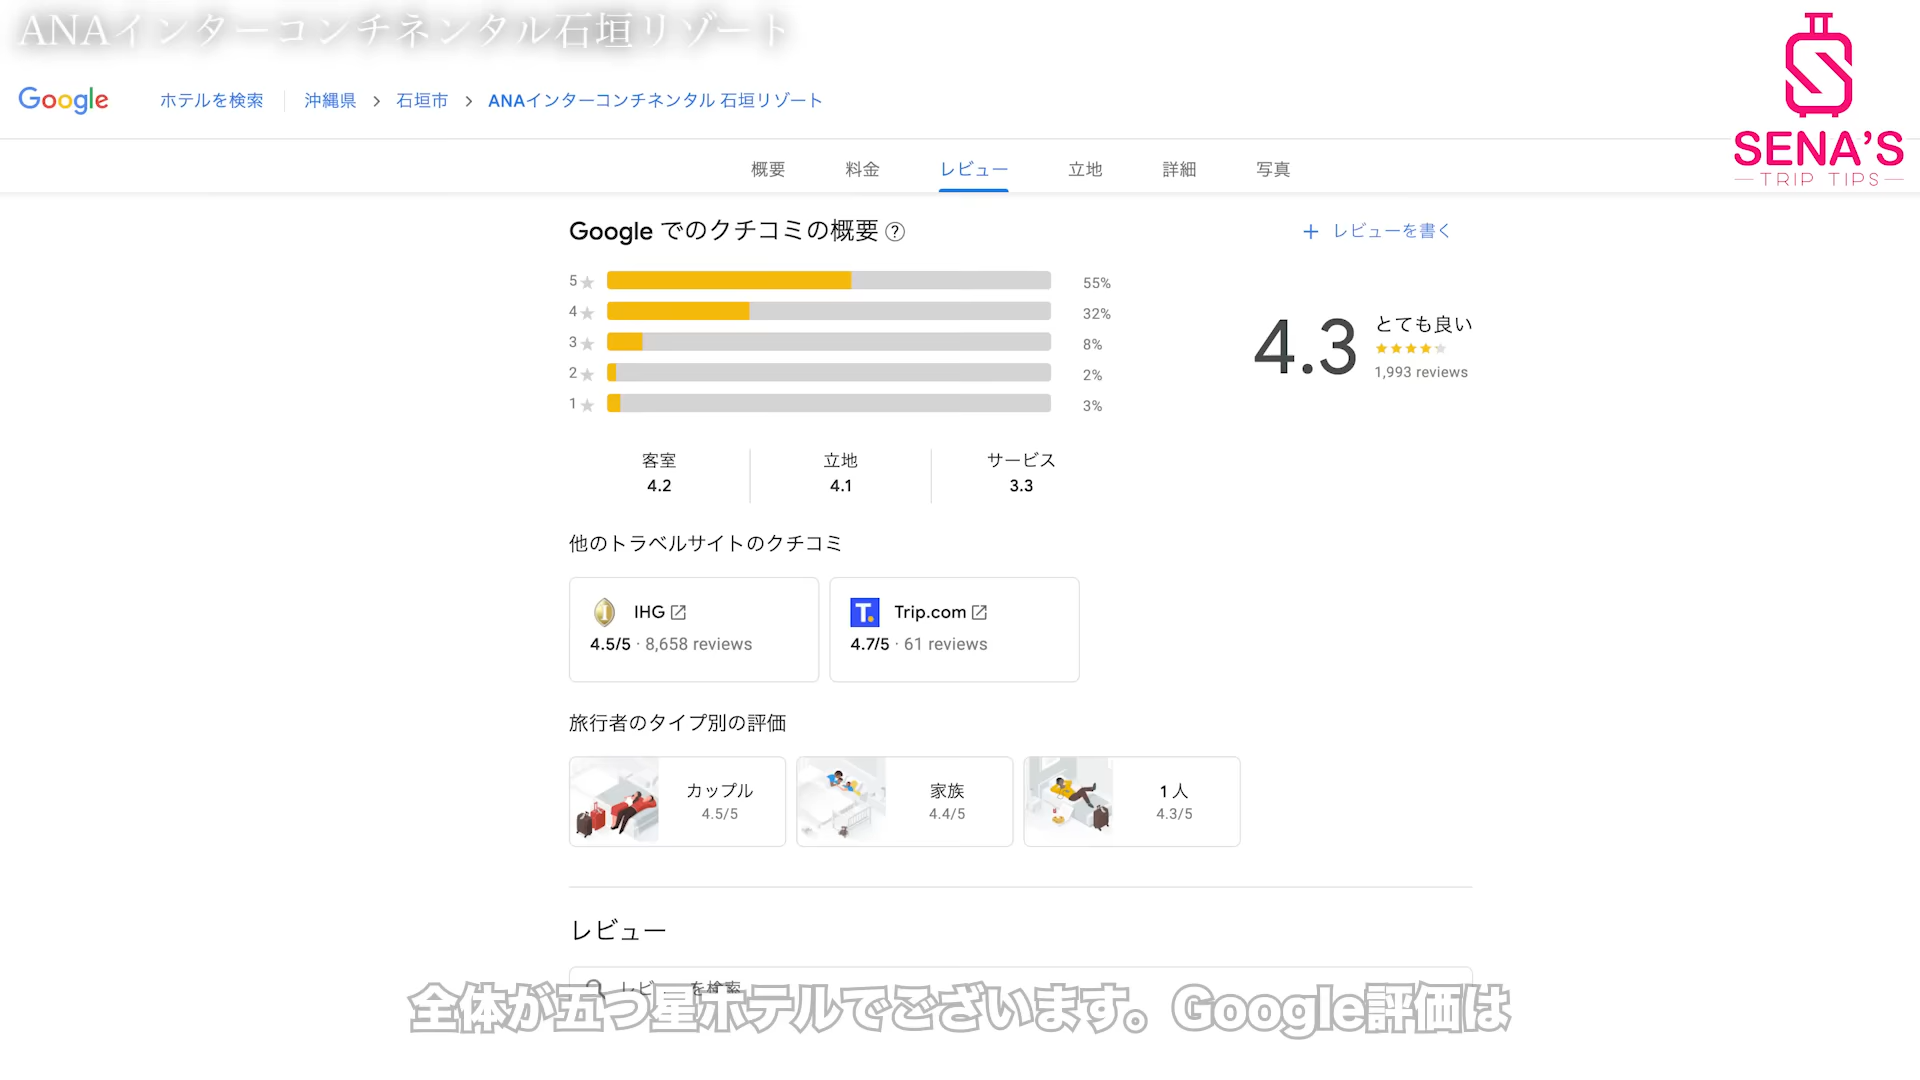 ANAインターコンチネンタル石垣リゾート
SENA'S
TRIP TIPS
Google ホテルを検索 沖縄県 > 石垣市 > ANAインターコンチネンタル 石垣リゾート
概要 料金 レビュー 立地 詳細 写真
Google でのクチコミの概要 ?
+ レビューを書く
5★ 55%
4★ 32%
3★ 8%
2★ 2%
1★ 3%
4.3
とても良い
1,993 reviews
客室 立地 サービス
4.2 4.1 3.3
他のトラベルサイトのクチコミ
IHG
4.5/5 · 8,658 reviews
T. Trip.com
4.7/5 · 61 reviews
旅行者のタイプ別の評価
カップル
4.5/5
家族
4.4/5
1 人
4.3/5
レビュー
レビューを検索
全体が五つ星ホテルでございます。Google評価は